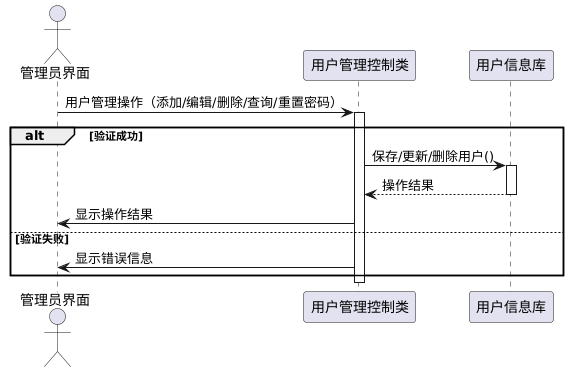 管理员界面
用户管理控制类
用户信息库
用户管理操作（添加/编辑/删除/查询/重置密码）
alt
[验证成功]
保存/更新/删除用户()
操作结果
显示操作结果
[验证失败]
显示错误信息
管理员界面
用户管理控制类
用户信息库